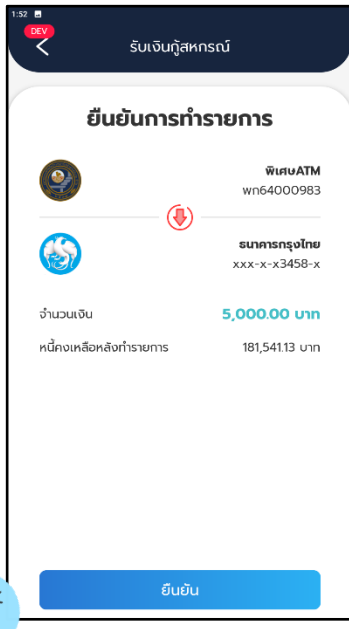 1:52
DEV
รับเงินกู้สหกรณ์
ยืนยันการทำรายการ
พิเศษATM
พก64000983
ธนาคารกรุงไทย
xxx-x-x3458-x
จำนวนเงิน 5,000.00 บาท
หนี้คงเหลือหลังทำรายการ 181,541.13 บาท
ยืนยัน